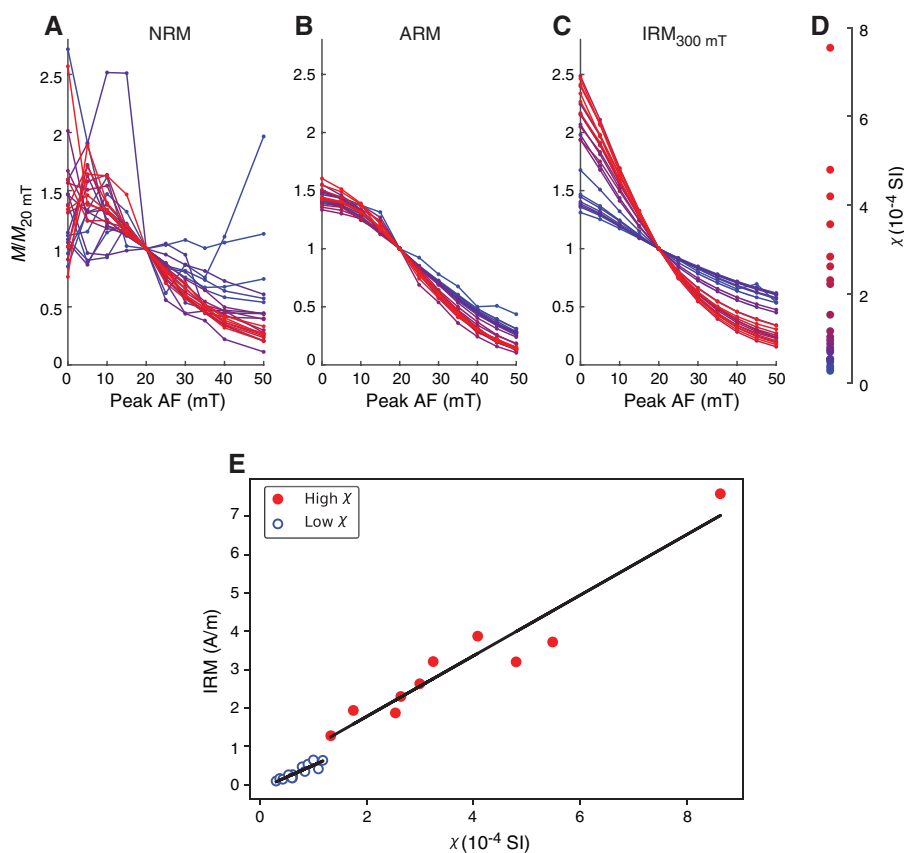 A NRM
B ARM
C IRM300 mT
D
M/M20 mT
2.5
2
1.5
1
0.5
0
0 10 20 30 40 50
Peak AF (mT)
2.5
2
1.5
1
0.5
0
0 10 20 30 40 50
Peak AF (mT)
2.5
2
1.5
1
0.5
0
0 10 20 30 40 50
Peak AF (mT)
8
6
4
2
0
χ (10-4 SI)
E
High χ
Low χ
IRM (A/m)
7
6
5
4
3
2
1
0
0 2 4 6 8
χ (10-4 SI)